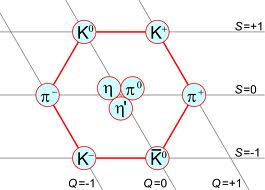 K⁰ K⁺ S=+1
π⁻ η π⁰ η' π⁺ S=0
K⁻ K̅⁰ S=-1
Q=-1 Q=0 Q=+1